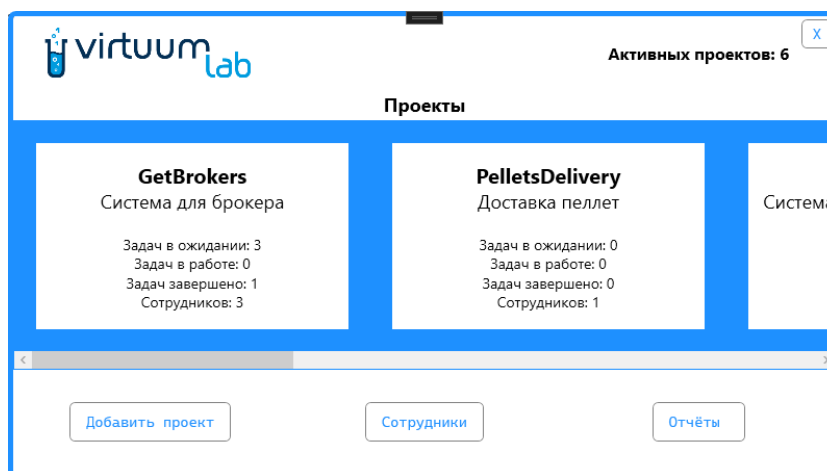 virtuum lab
X
Активных проектов: 6
Проекты
GetBrokers
Система для брокера
Задач в ожидании: 3
Задач в работе: 0
Задач завершено: 1
Сотрудников: 3
PelletsDelivery
Доставка пеллет
Задач в ожидании: 0
Задач в работе: 0
Задач завершено: 0
Сотрудников: 1
Система
Добавить проект
Сотрудники
Отчёты